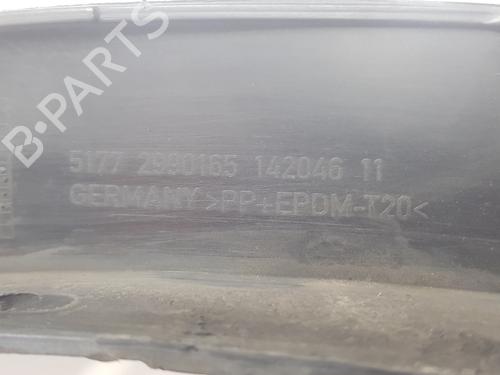 B-PARTS
5177 2990165 142046 11
GERMANY >PP+EPDM-T20<